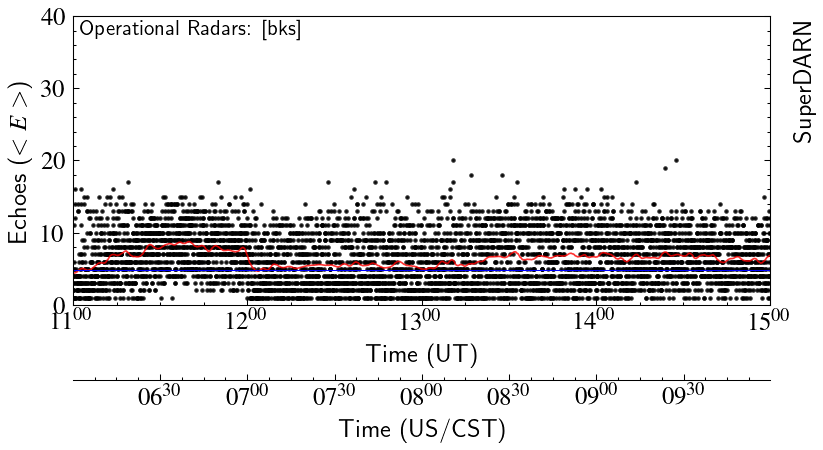 40
Operational Radars: [bks]
30
20
10
0
Echoes (< E >)
SuperDARN
11⁰⁰ 12⁰⁰ 13⁰⁰ 14⁰⁰ 15⁰⁰
Time (UT)
06³⁰ 07⁰⁰ 07³⁰ 08⁰⁰ 08³⁰ 09⁰⁰ 09³⁰
Time (US/CST)